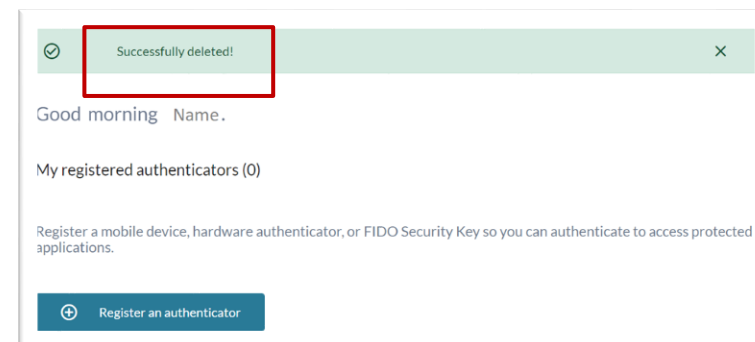 Successfully deleted!
Good morning Name.
My registered authenticators (0)
Register a mobile device, hardware authenticator, or FIDO Security Key so you can authenticate to access protected
applications.
Register an authenticator